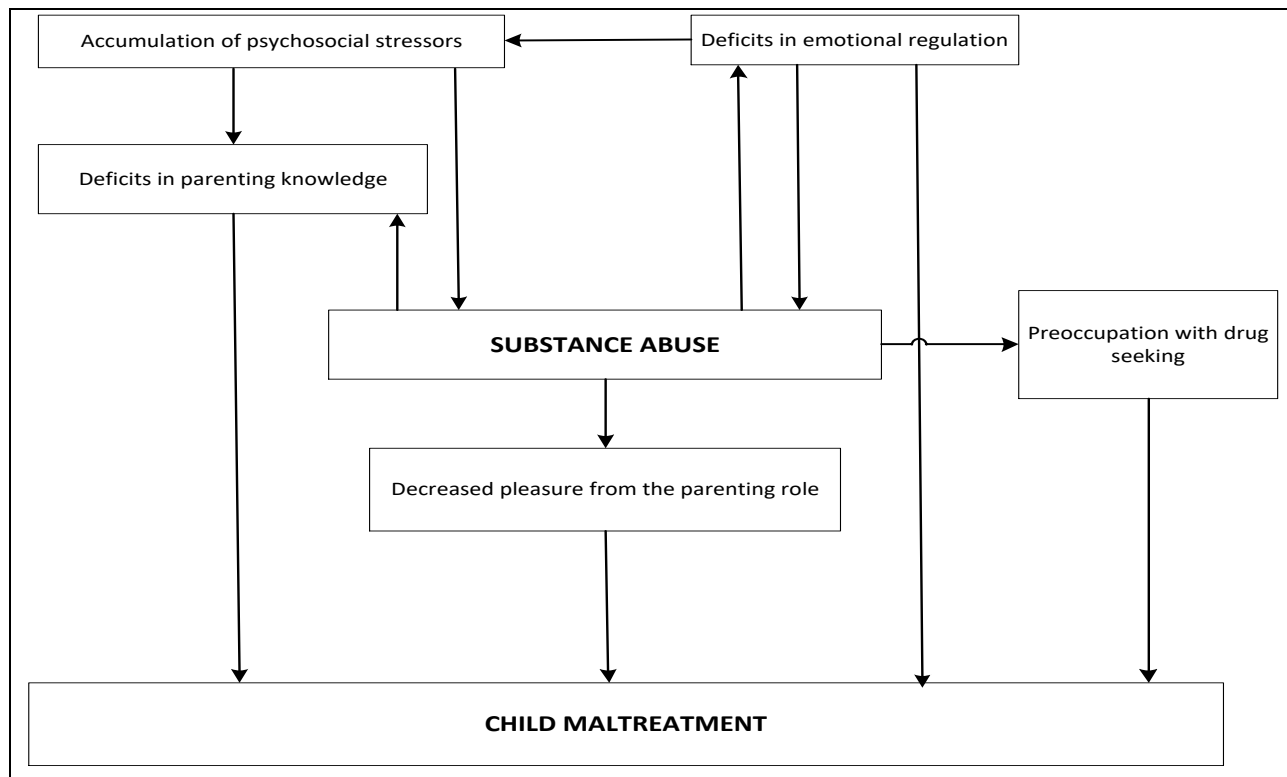 Accumulation of psychosocial stressors
Deficits in emotional regulation
Deficits in parenting knowledge
SUBSTANCE ABUSE
Preoccupation with drug
seeking
Decreased pleasure from the parenting role
CHILD MALTREATMENT